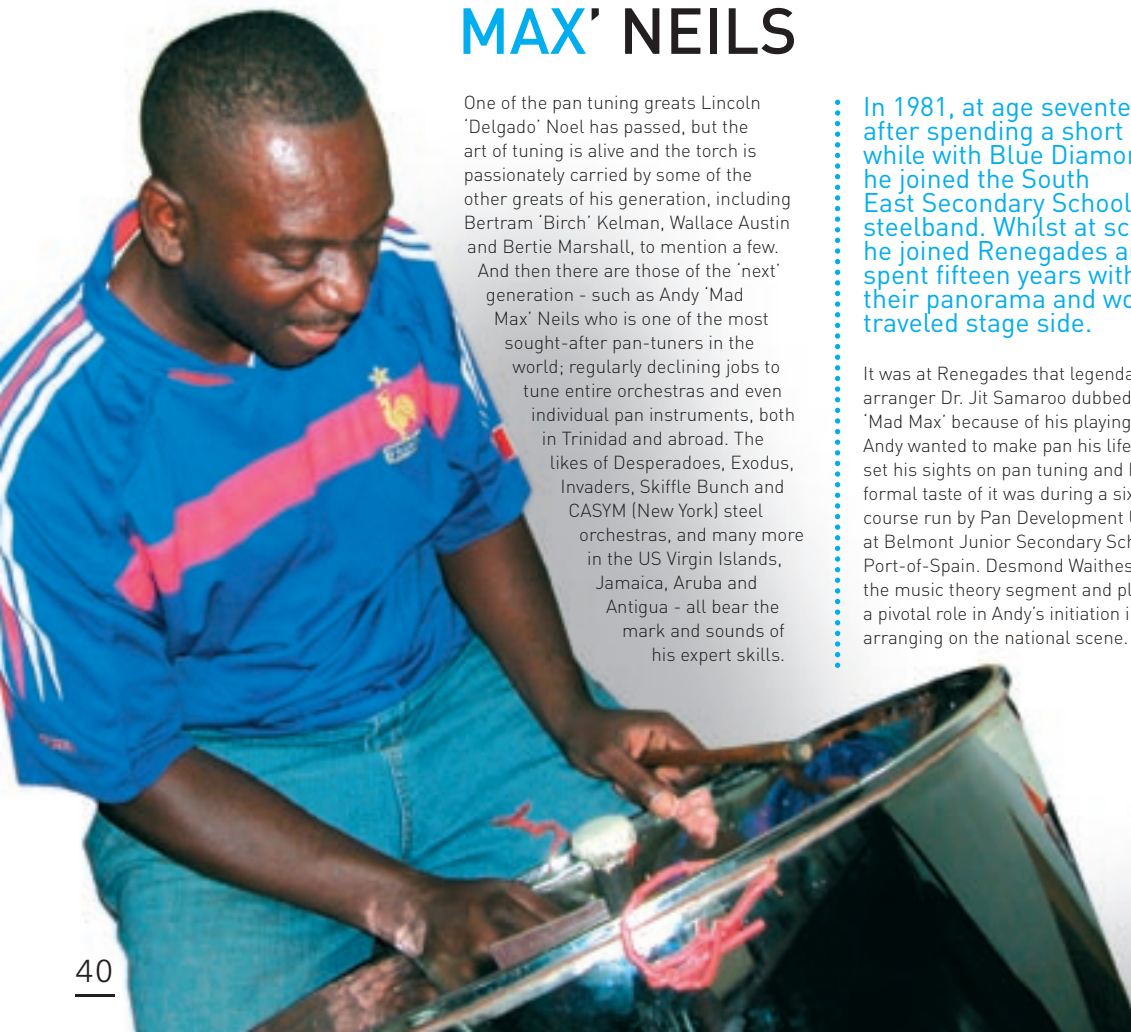 MAX’ NEILS
One of the pan tuning greats Lincoln
‘Delgado’ Noel has passed, but the
art of tuning is alive and the torch is
passionately carried by some of the
other greats of his generation, including
Bertram ‘Birch’ Kelman, Wallace Austin
and Bertie Marshall, to mention a few.
And then there are those of the ‘next’
generation - such as Andy ‘Mad
Max’ Neils who is one of the most
sought-after pan-tuners in the
world; regularly declining jobs to
tune entire orchestras and even
individual pan instruments, both
in Trinidad and abroad. The
likes of Desperadoes, Exodus,
Invaders, Skiffle Bunch and
CASYM (New York) steel
orchestras, and many more
in the US Virgin Islands,
Jamaica, Aruba and
Antigua - all bear the
mark and sounds of
his expert skills.
In 1981, at age sevente
after spending a short
while with Blue Diamo
he joined the South
East Secondary School
steelband. Whilst at sc
he joined Renegades a
spent fifteen years with
their panorama and wo
traveled stage side.
It was at Renegades that legenda
arranger Dr. Jit Samaroo dubbed
‘Mad Max’ because of his playing
Andy wanted to make pan his life
set his sights on pan tuning and
formal taste of it was during a six
course run by Pan Development
at Belmont Junior Secondary Sch
Port-of-Spain. Desmond Waithes
the music theory segment and pl
a pivotal role in Andy’s initiation i
arranging on the national scene.
40